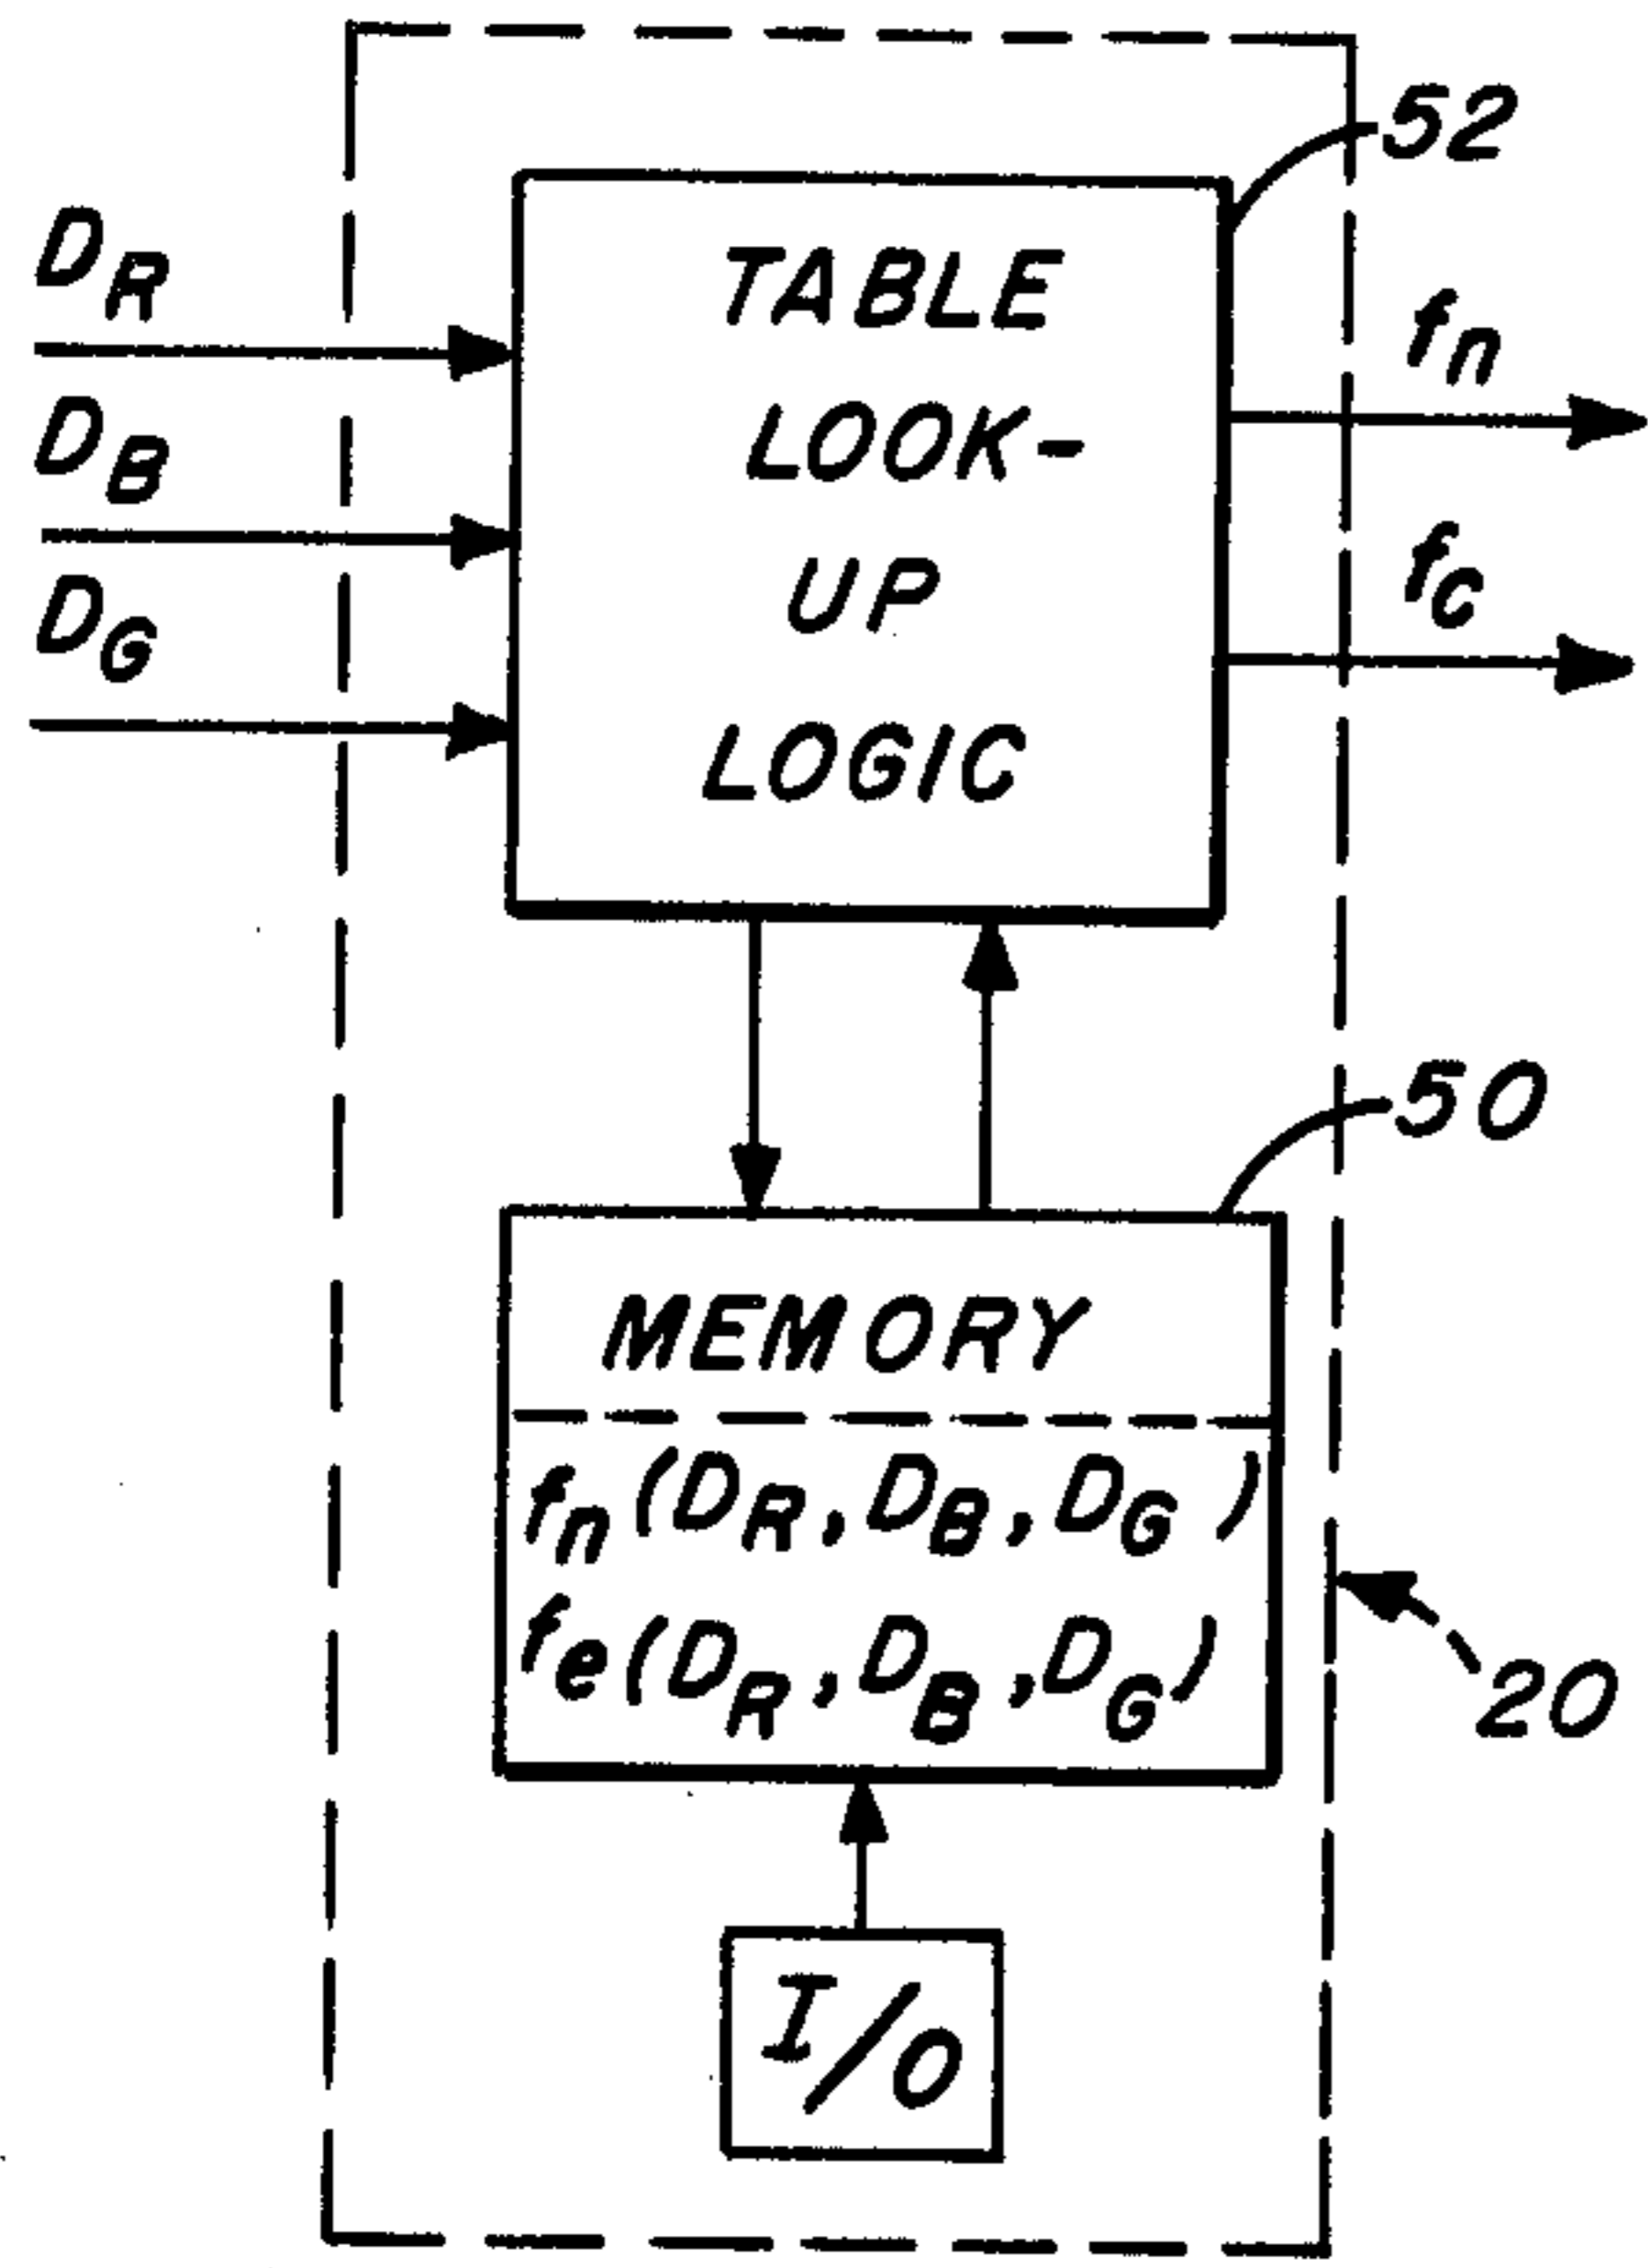 52
D_R
TABLE
f_n
D_B
LOOK-
UP
f_c
D_G
LOGIC
50
MEMORY
f_n (D_R, D_B, D_G)
f_e (D_R, D_B, D_G)
20
I/O